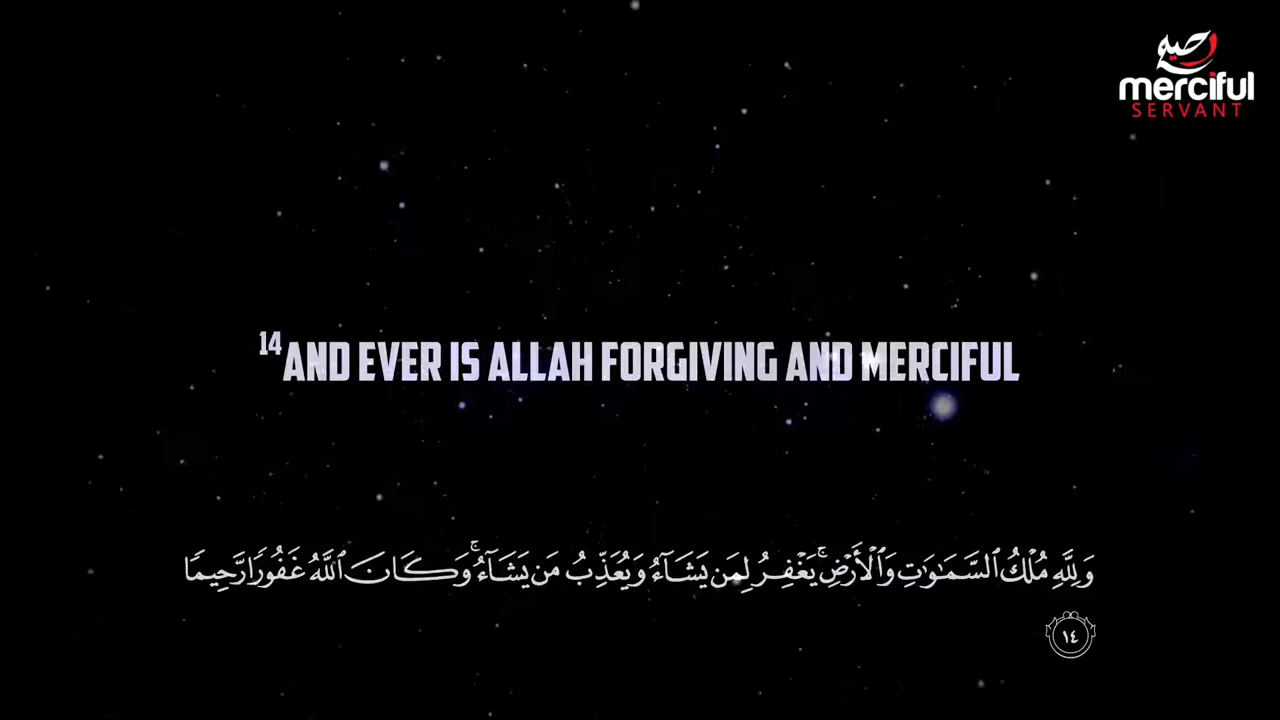 رحيم
merciful
SERVANT
14 AND EVER IS ALLAH FORGIVING AND MERCIFUL
وَلِلَّهِ مُلْكُ ٱلسَّمَـٰوَٰتِ وَٱلْأَرْضِ ۚ يَغْفِرُ لِمَن يَشَآءُ وَيُعَذِّبُ مَن يَشَآءُ ۚ وَكَانَ ٱللَّهُ غَفُورًا رَّحِيمًا
١٤